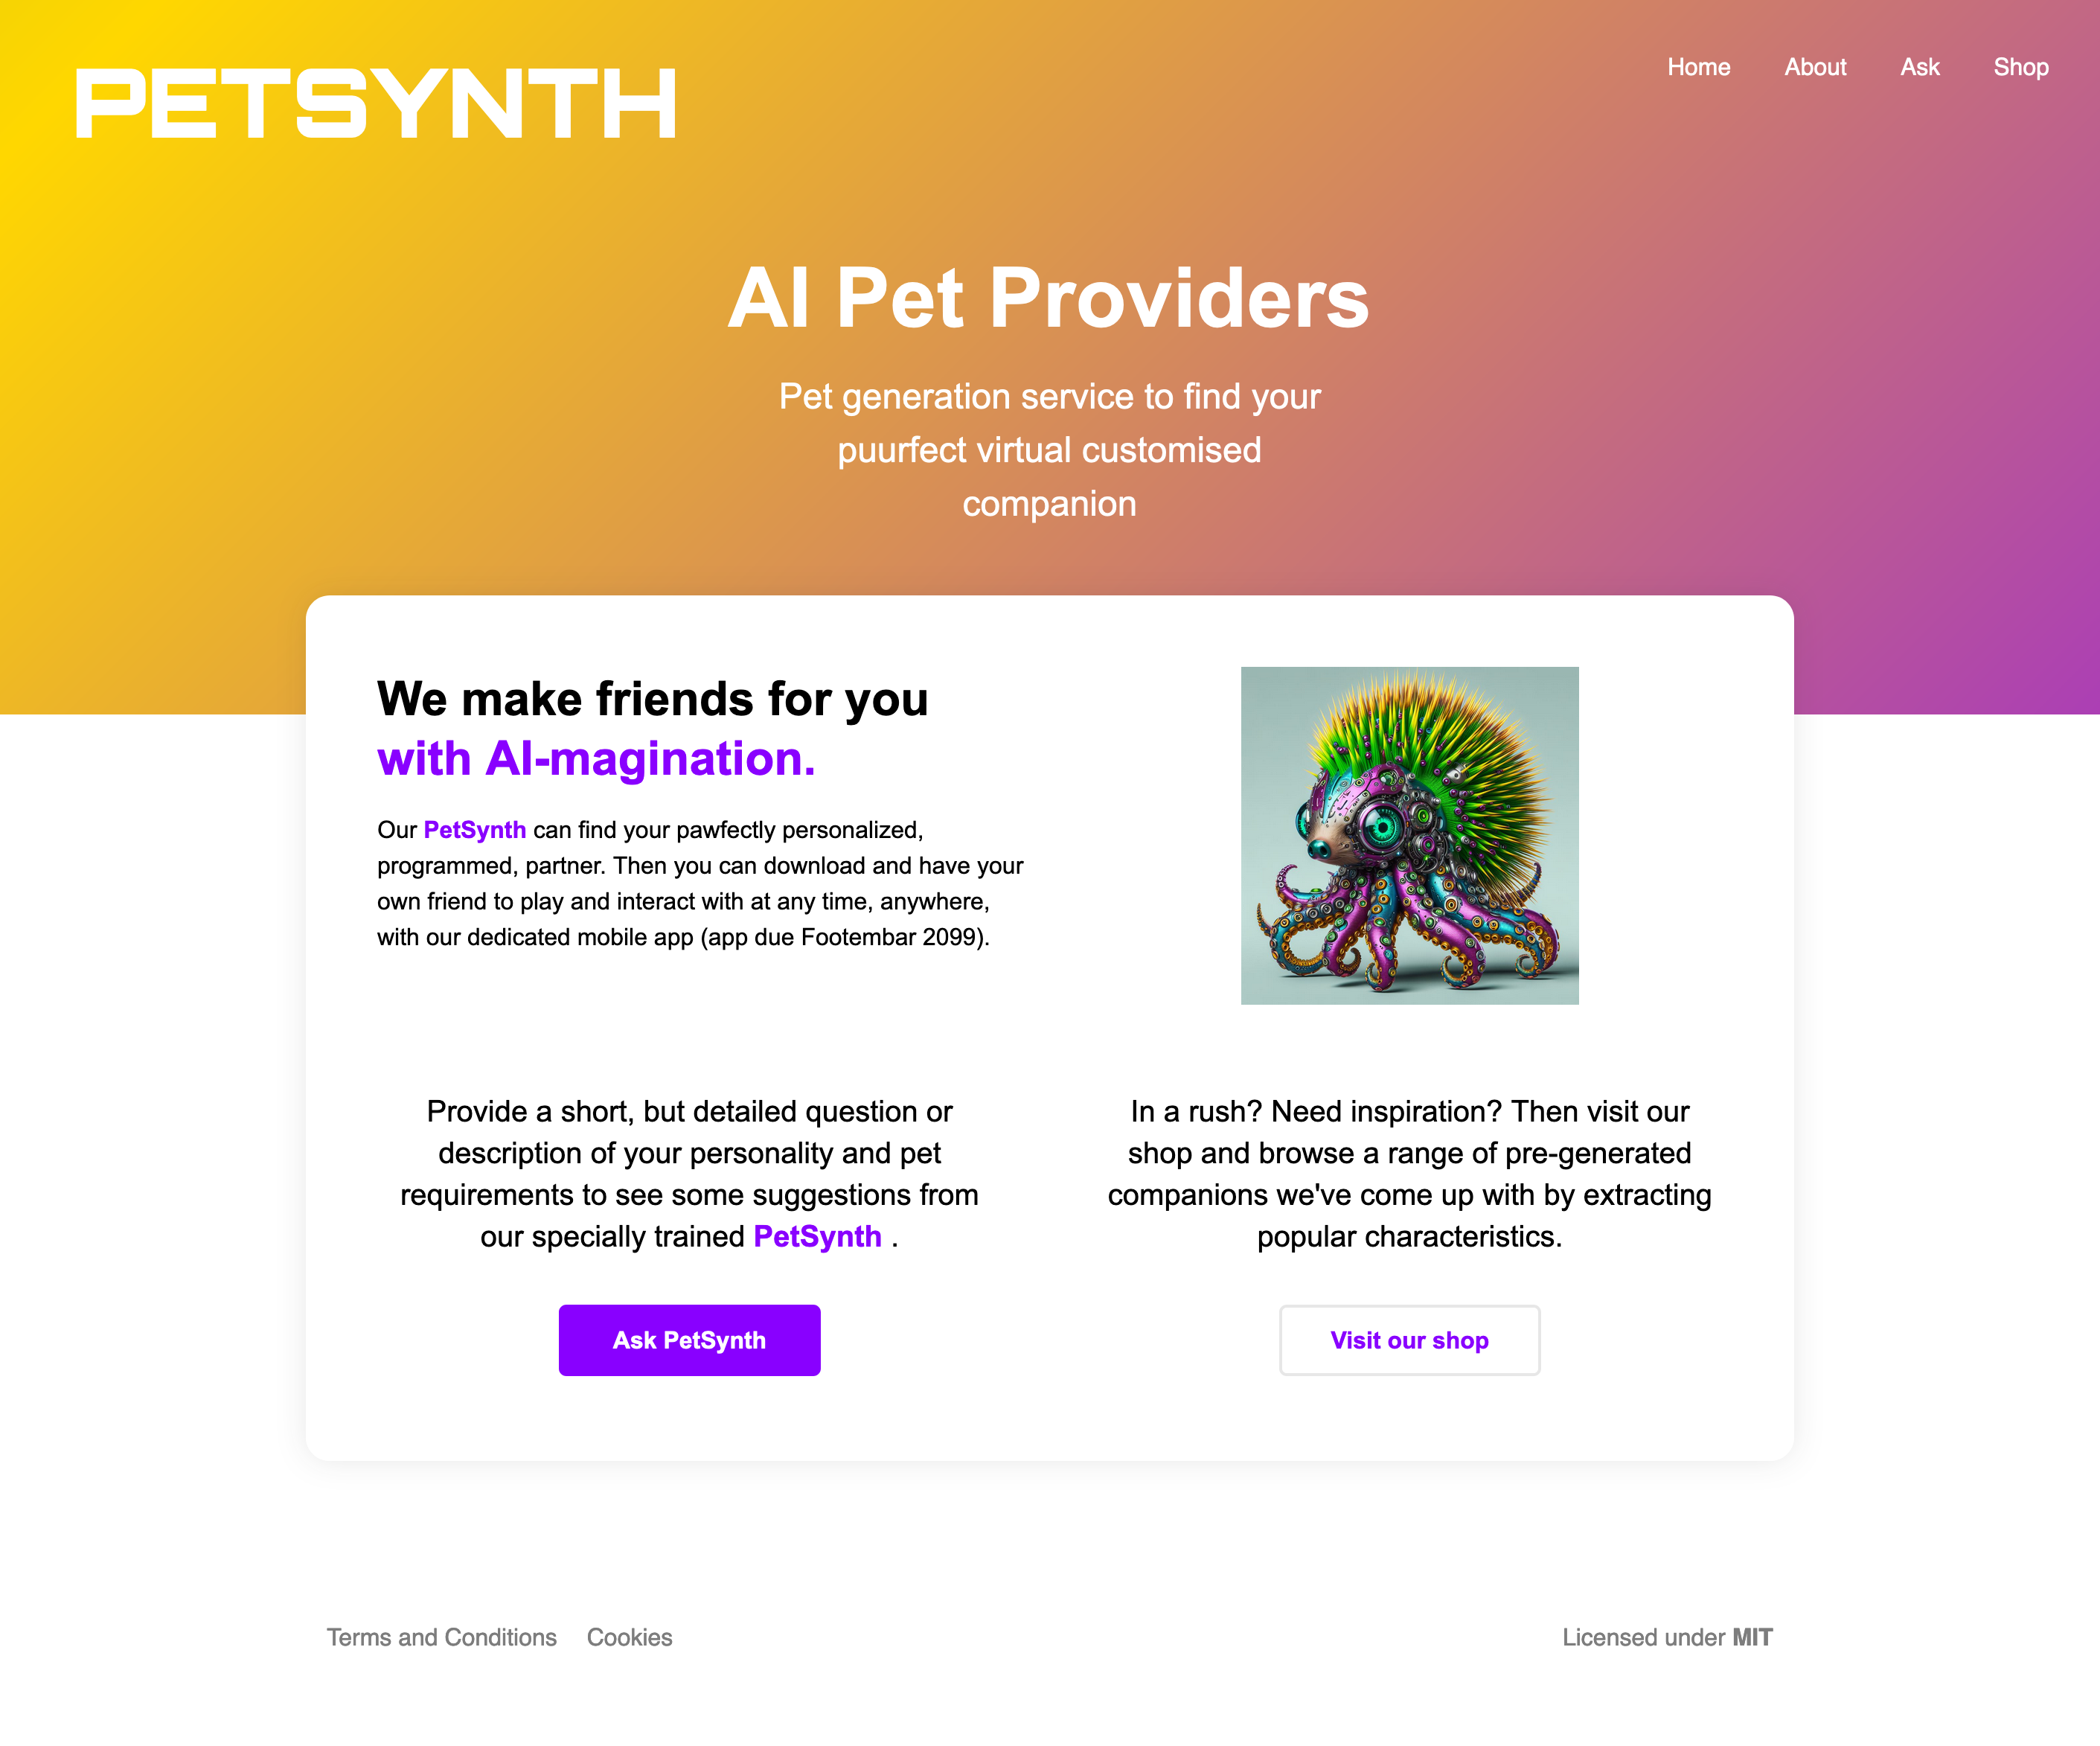 PETSYNTH
Home About Ask Shop
AI Pet Providers
Pet generation service to find your
puurfect virtual customised
companion
We make friends for you
with AI-magination.
Our PetSynth can find your pawfectly personalized,
programmed, partner. Then you can download and have your
own friend to play and interact with at any time, anywhere,
with our dedicated mobile app (app due Footembar 2099).
Provide a short, but detailed question or
description of your personality and pet
requirements to see some suggestions from
our specially trained PetSynth .
Ask PetSynth
In a rush? Need inspiration? Then visit our
shop and browse a range of pre-generated
companions we've come up with by extracting
popular characteristics.
Visit our shop
Terms and Conditions Cookies
Licensed under MIT